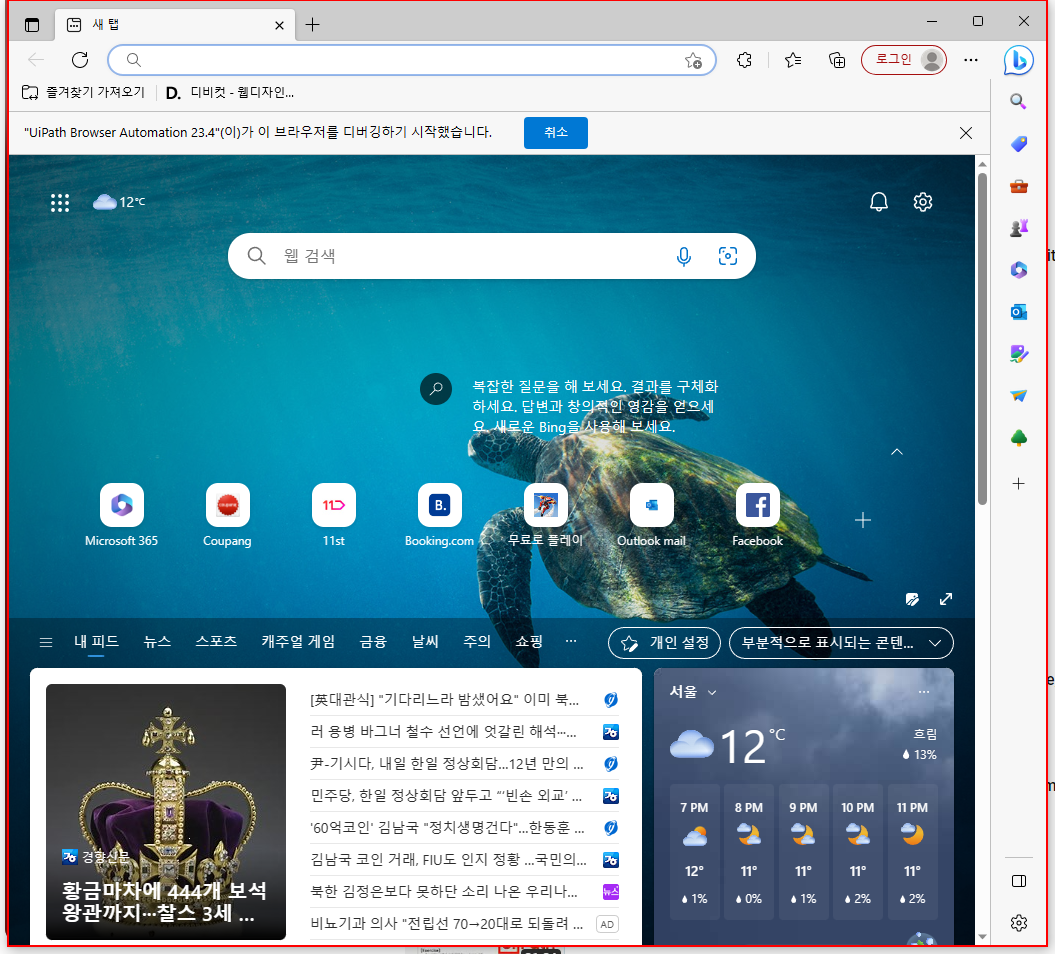 새 탭
로그인
즐겨찾기 가져오기
D. 디비컷 - 웹디자인...
"UiPath Browser Automation 23.4"(이)가 이 브라우저를 디버깅하기 시작했습니다.
취소
12°C
웹 검색
복잡한 질문을 해 보세요. 결과를 구체화
하세요. 답변과 창의적인 영감을 얻으세
요. 새로운 Bing을 사용해 보세요.
Microsoft 365
coupang
Coupang
11
11st
B.
Booking.com
무료로 플레이
Outlook mail
Facebook
내 피드 뉴스 스포츠 캐주얼 게임 금융 날씨 주의 쇼핑 ...
개인 설정
부분적으로 표시되는 콘텐...
경향신문
황금마차에 444개 보석
왕관까지···찰스 3세 ...
[英대관식] "기다리느라 밤샜어요" 이미 북...
러 용병 바그너 철수 선언에 엇갈린 해석···...
尹-기시다, 내일 한일 정상회담…12년 만의 ...
민주당, 한일 정상회담 앞두고 “‘빈손 외교’ ...
'60억코인' 김남국 "정치생명건다"…한동훈 ...
김남국 코인 거래, FIU도 인지 정황 …국민의...
북한 김정은보다 못하단 소리 나온 우리나...
뉴스
비뇨기과 의사 "전립선 70→20대로 되돌려 ...
AD
서울
12°C
흐림
13%
7 PM 8 PM 9 PM 10 PM 11 PM
12° 11° 11° 11° 11°
1% 0% 1% 2% 2%
it
e
m